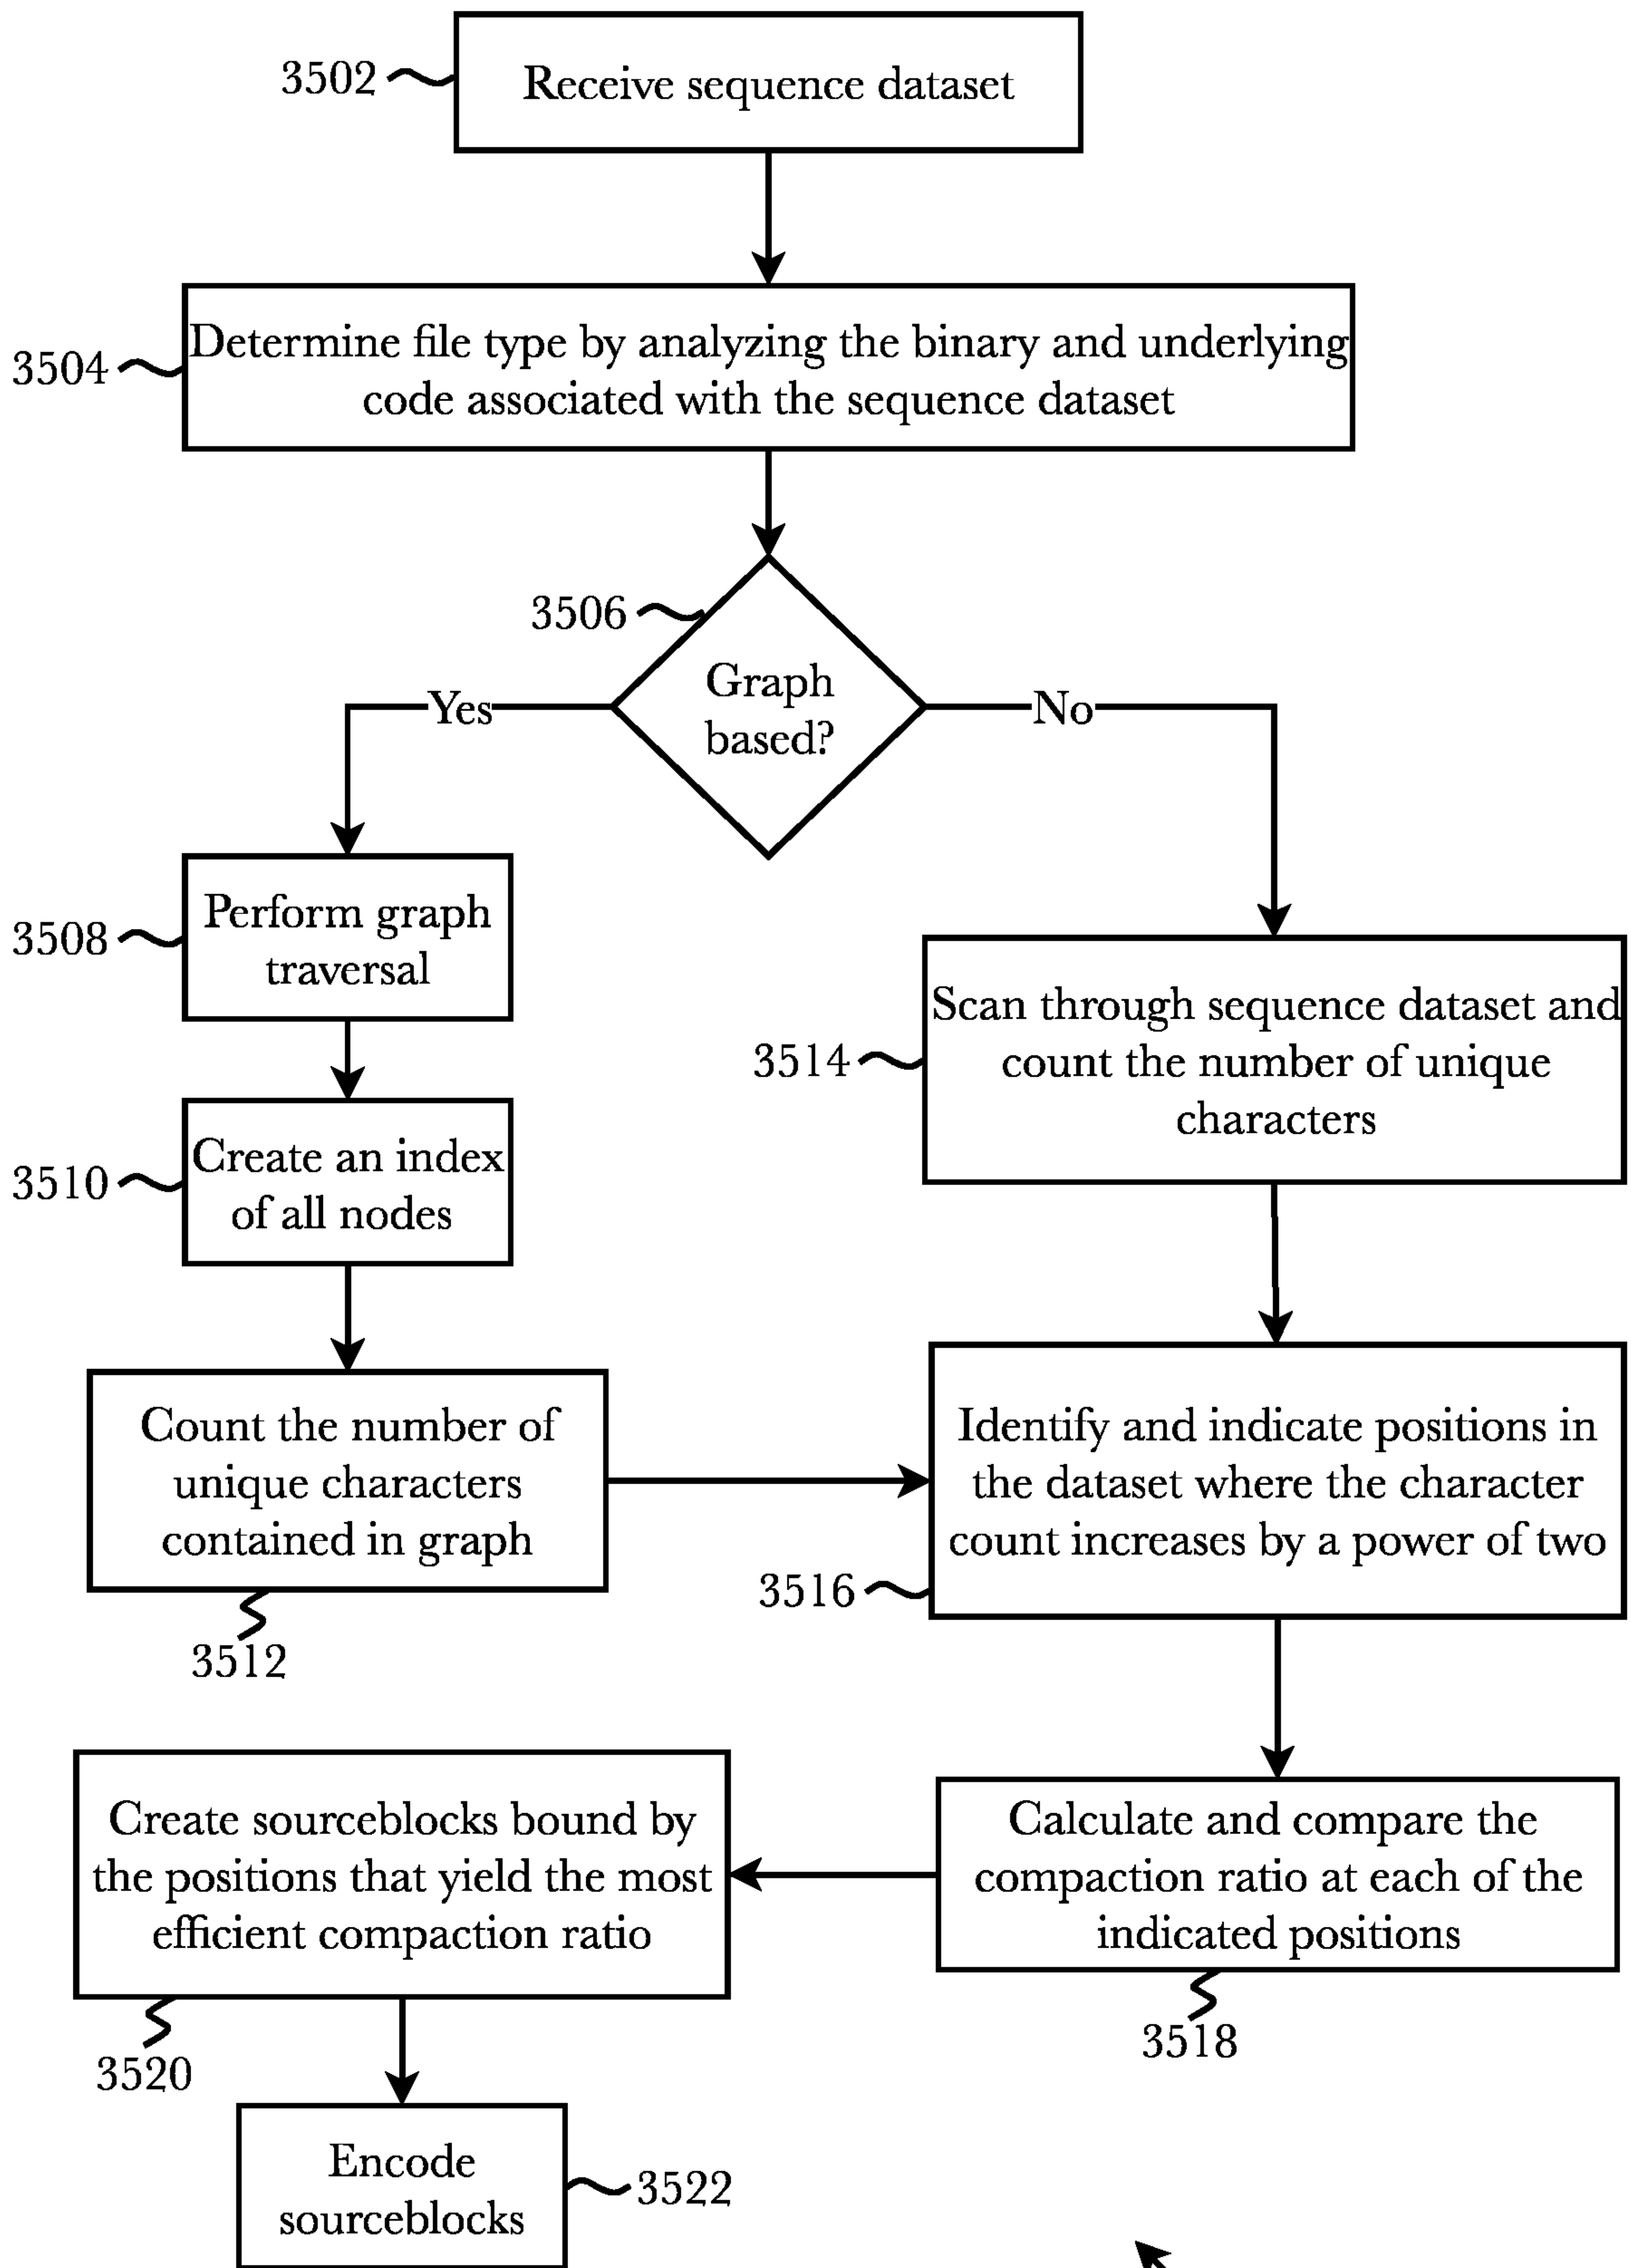 3502
Receive sequence dataset
3504
Determine file type by analyzing the binary and underlying
code associated with the sequence dataset
3506
Graph
based?
Yes
No
3508
Perform graph
traversal
3514
Scan through sequence dataset and
count the number of unique
characters
3510
Create an index
of all nodes
Count the number of
unique characters
contained in graph
3512
Identify and indicate positions in
the dataset where the character
count increases by a power of two
3516
Calculate and compare the
compaction ratio at each of the
indicated positions
3518
Create sourceblocks bound by
the positions that yield the most
efficient compaction ratio
3520
Encode
sourceblocks
3522